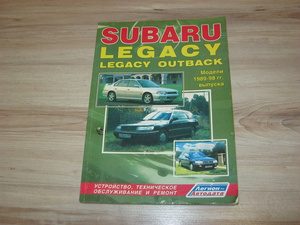 SUBARU
LEGACY
LEGACY OUTBACK
Модели
1989-98 гг.
выпуска
УСТРОЙСТВО, ТЕХНИЧЕСКОЕ
ОБСЛУЖИВАНИЕ И РЕМОНТ
Легион-
Автодата